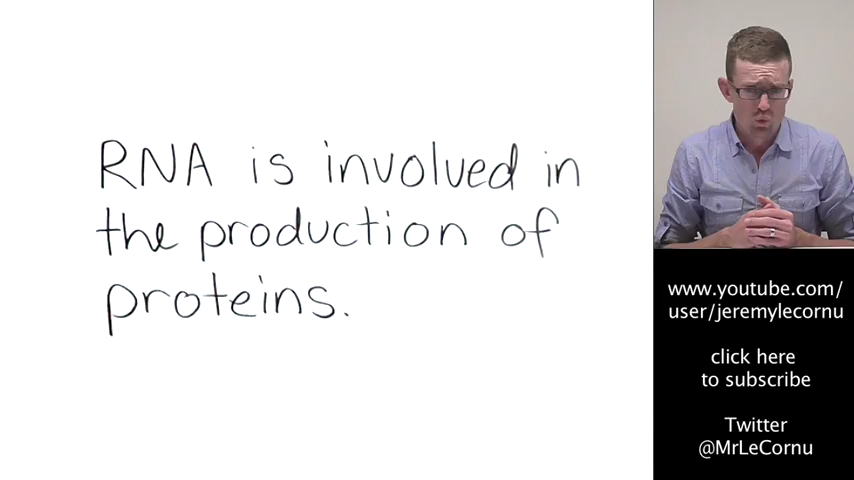 RNA is involved in
the production of
proteins.
www.youtube.com/
user/jeremylecornu
click here
to subscribe
Twitter
@MrLeCornu